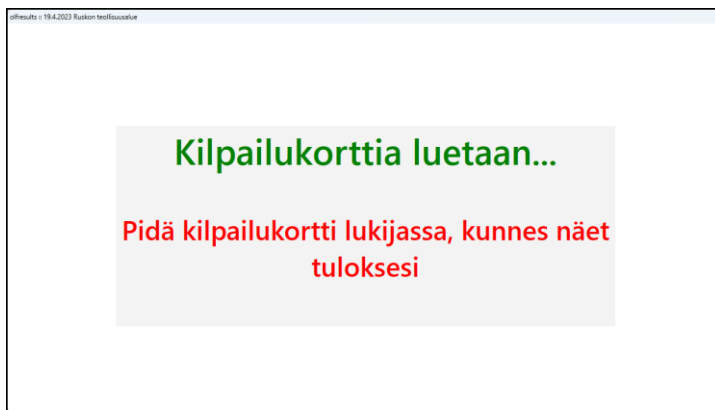 olfresults :: 19.4.2023 Ruskon teollisuusalue
Kilpailukorttia luetaan...
Pidä kilpailukortti lukijassa, kunnes näet
tuloksesi